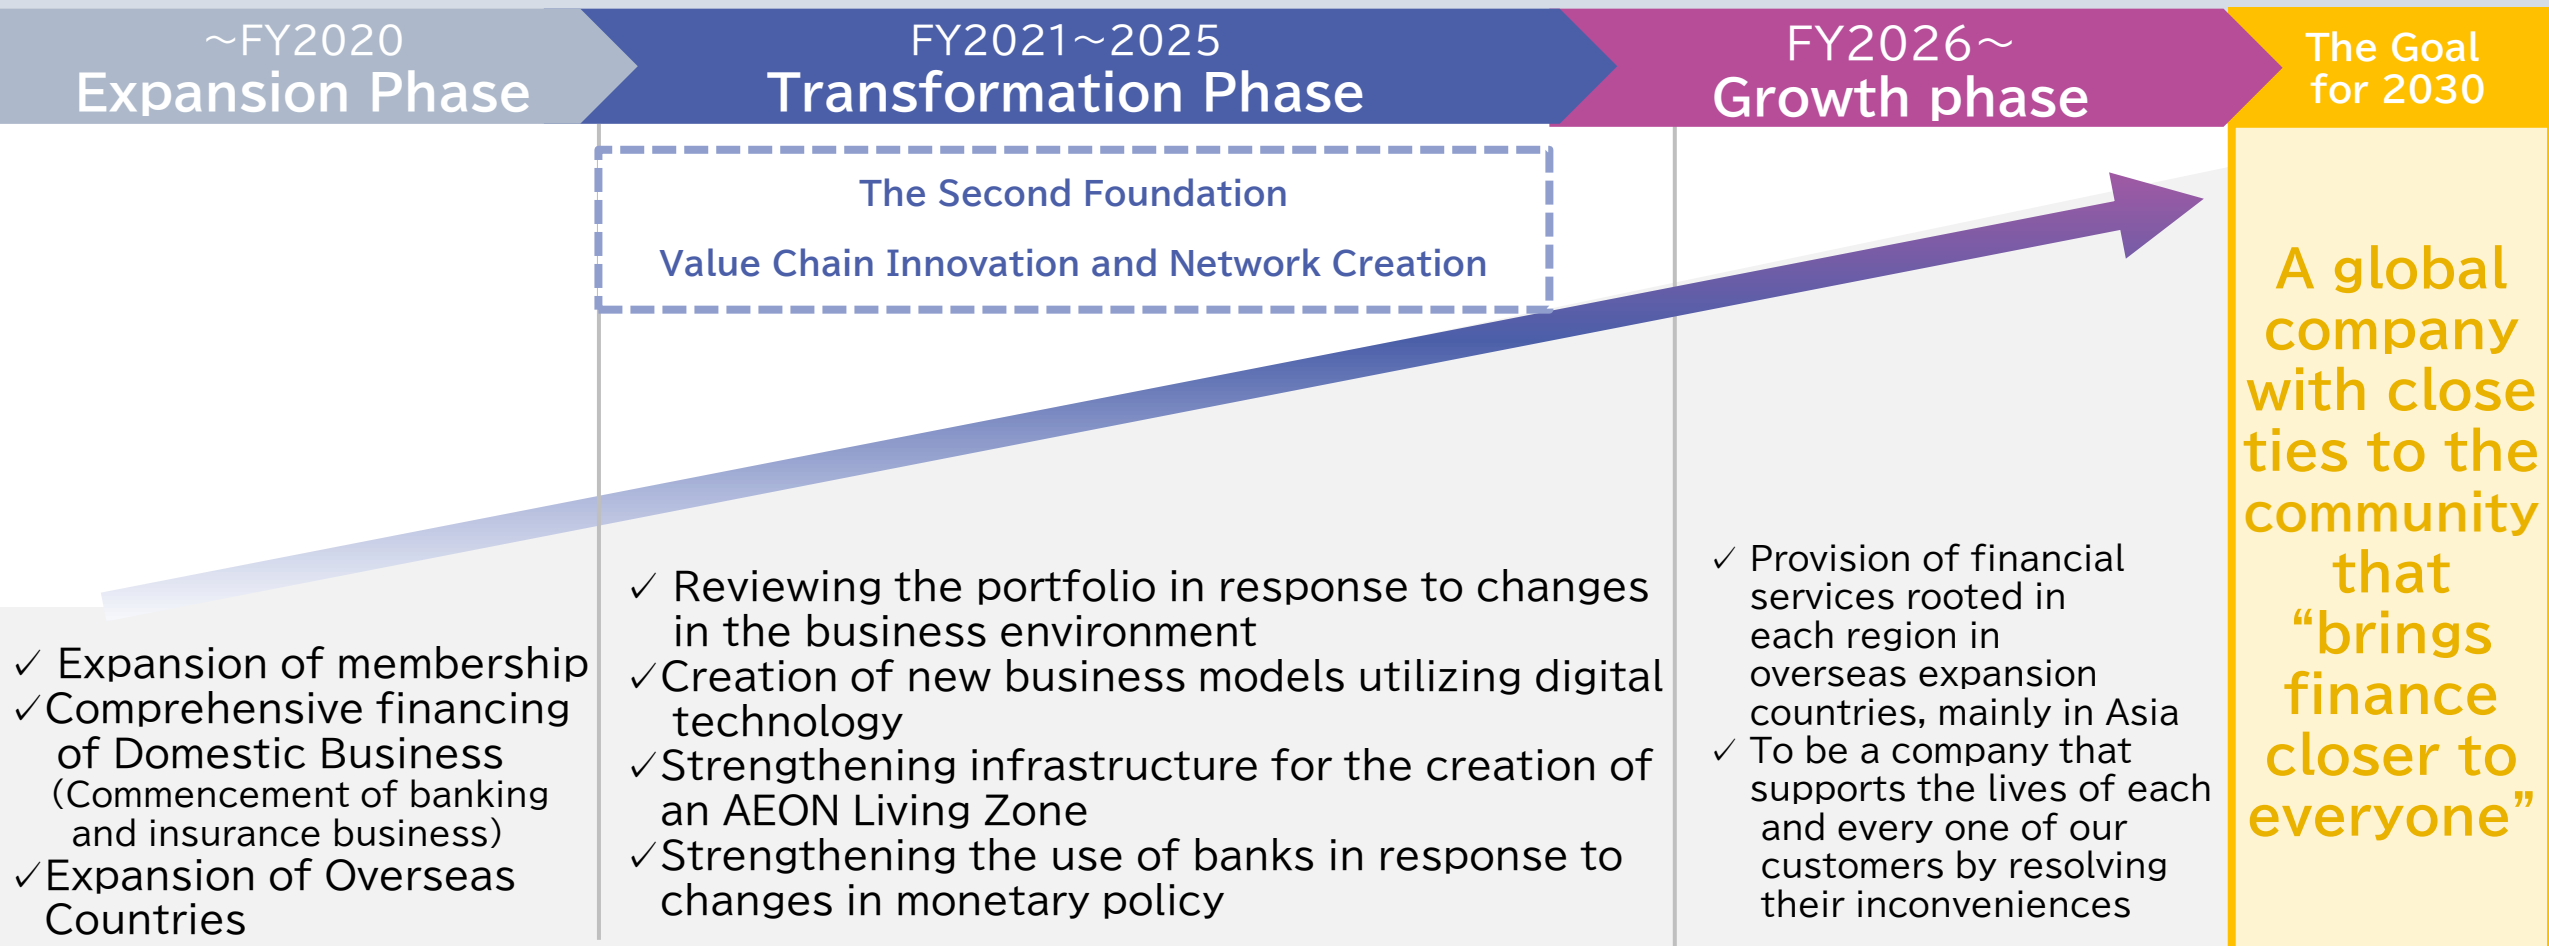 ～FY2020
Expansion Phase
FY2021～2025
Transformation Phase
FY2026～
Growth phase
The Goal
for 2030
The Second Foundation
Value Chain Innovation and Network Creation
✓ Expansion of membership
✓Comprehensive financing
of Domestic Business
(Commencement of banking
and insurance business)
✓Expansion of Overseas
Countries
✓ Reviewing the portfolio in response to changes
in the business environment
✓Creation of new business models utilizing digital
technology
✓Strengthening infrastructure for the creation of
an AEON Living Zone
✓Strengthening the use of banks in response to
changes in monetary policy
✓ Provision of financial
services rooted in
each region in
overseas expansion
countries, mainly in Asia
✓ To be a company that
supports the lives of each
and every one of our
customers by resolving
their inconveniences
A global
company
with close
ties to the
community
that
“brings
finance
closer to
everyone”